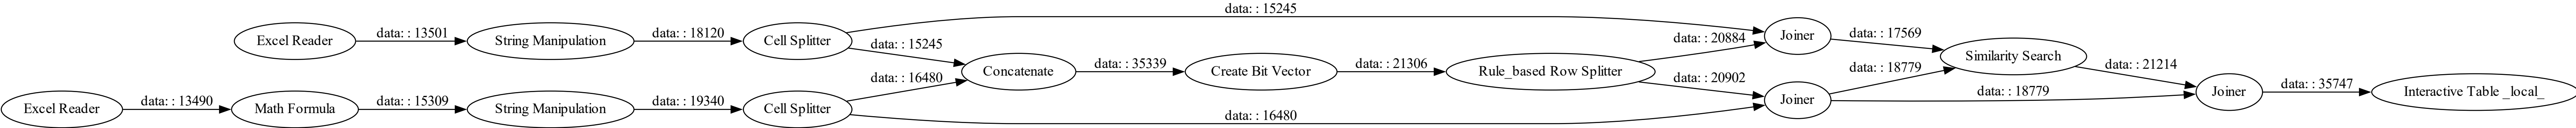 data: : 15245
Excel Reader
data: : 13501
String Manipulation
data: : 18120
Cell Splitter
data: : 15245
Concatenate
data: : 35339
Create Bit Vector
data: : 21306
Rule_based Row Splitter
data: : 20884
Joiner
data: : 17569
Similarity Search
data: : 21214
Excel Reader
data: : 13490
Math Formula
data: : 15309
String Manipulation
data: : 19340
Cell Splitter
data: : 16480
data: : 20902
Joiner
data: : 18779
data: : 18779
Joiner
data: : 35747
Interactive Table _local_
data: : 16480